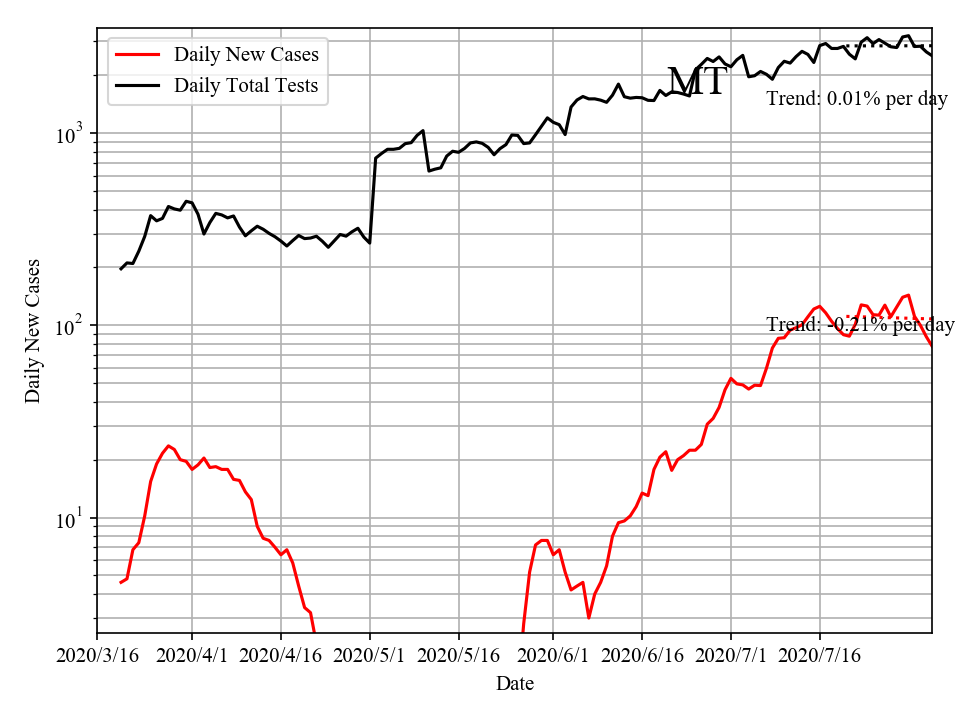 Daily New Cases
Daily Total Tests
MT
Trend: 0.01% per day
Trend: -0.21% per day
10^3
10^2
10^1
Daily New Cases
2020/3/16 2020/4/1 2020/4/16 2020/5/1 2020/5/16 2020/6/1 2020/6/16 2020/7/1 2020/7/16
Date